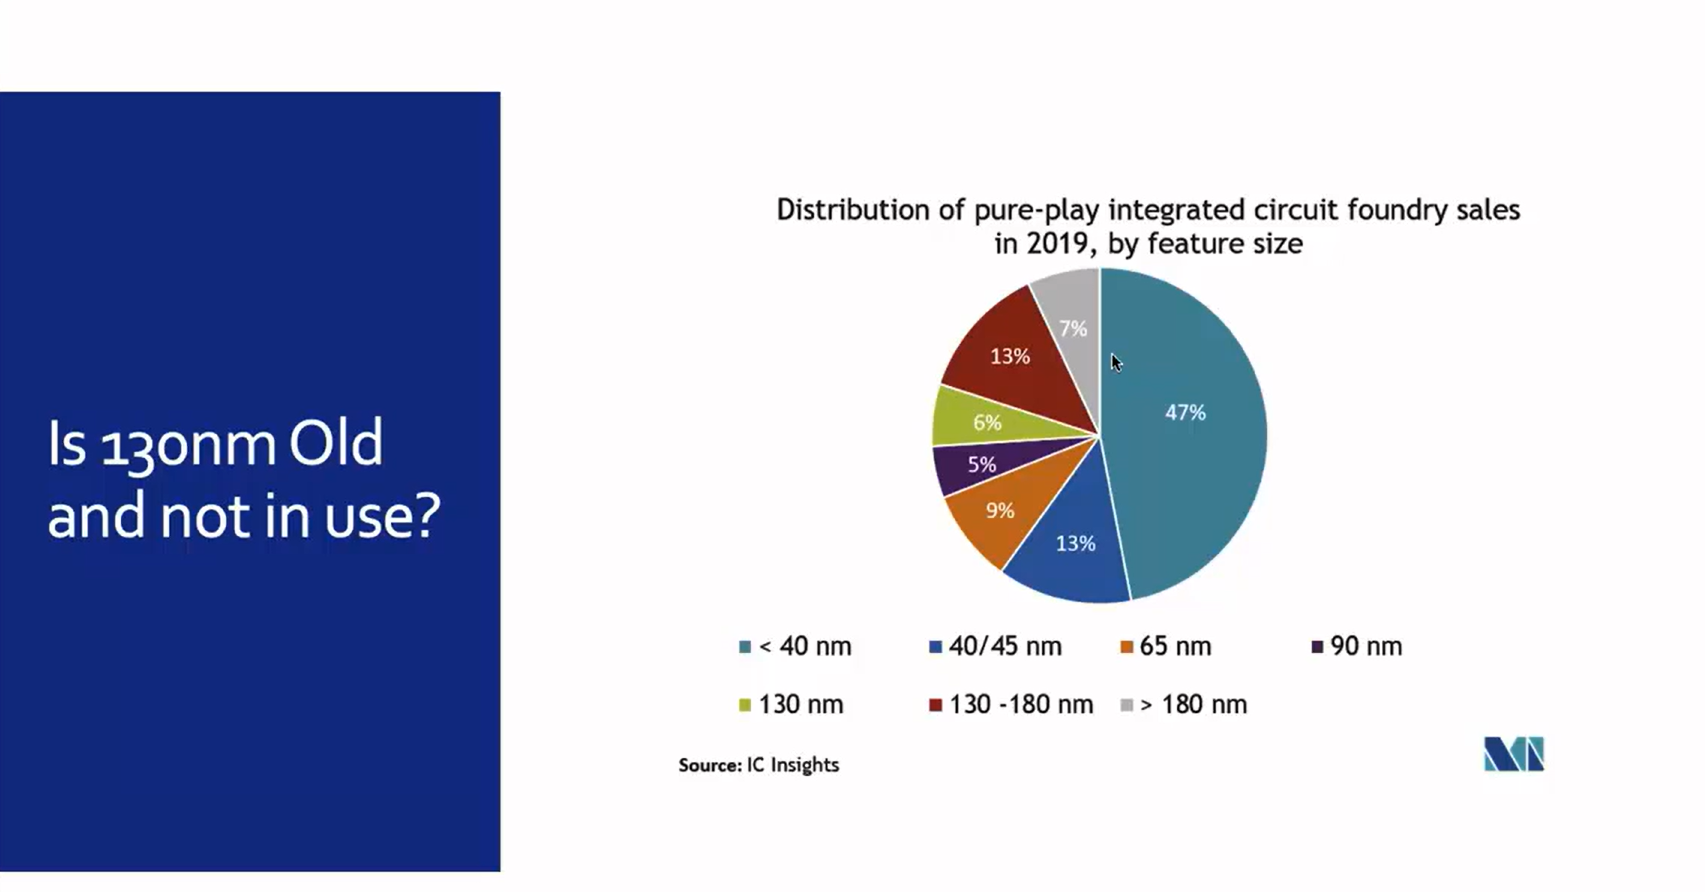 Is 130nm Old
and not in use?
Distribution of pure-play integrated circuit foundry sales
in 2019, by feature size
7%
13%
47%
6%
5%
9%
13%
< 40 nm
40/45 nm
65 nm
90 nm
130 nm
130 -180 nm
> 180 nm
Source: IC Insights